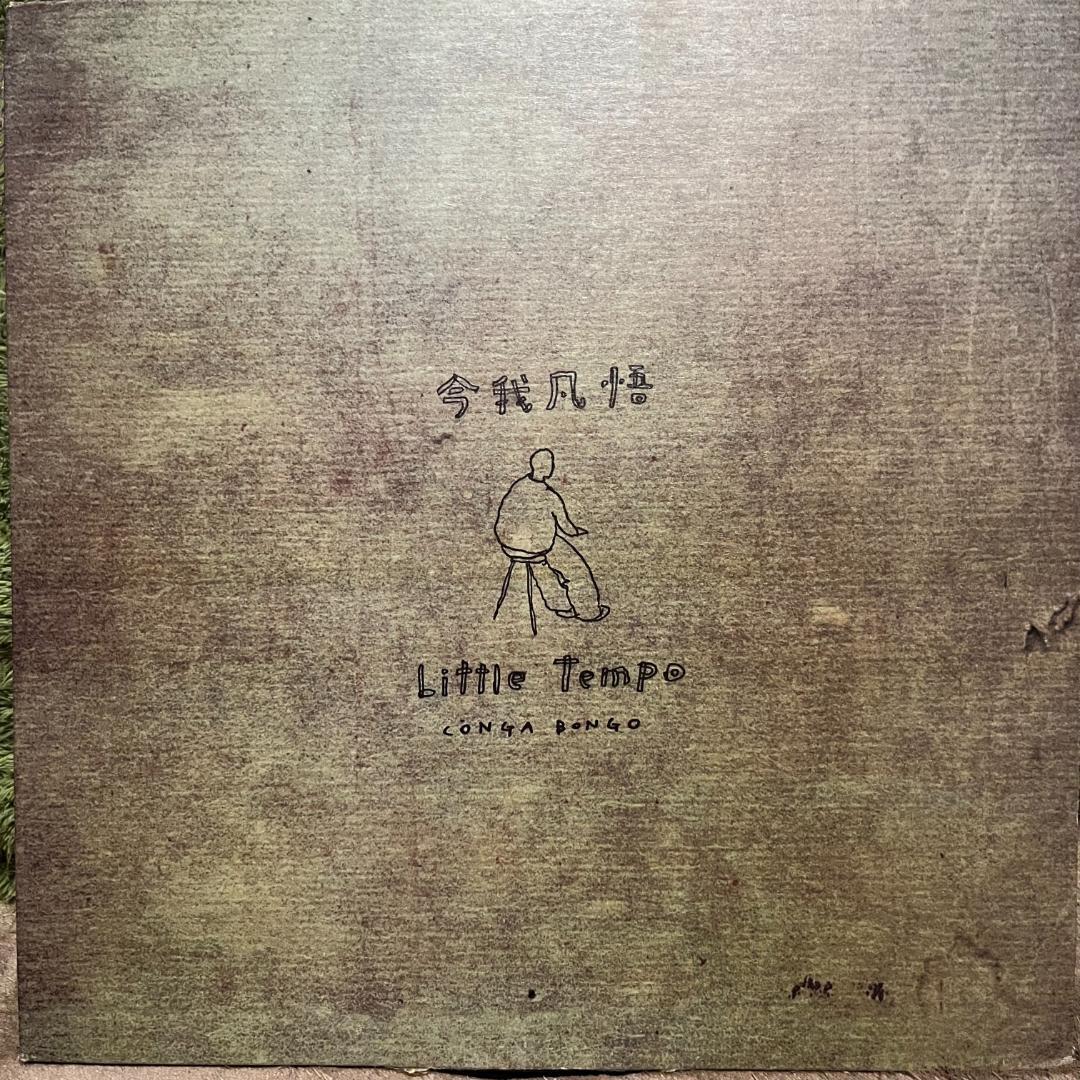 今我凡悟
Little Tempo
CONGA BONGO